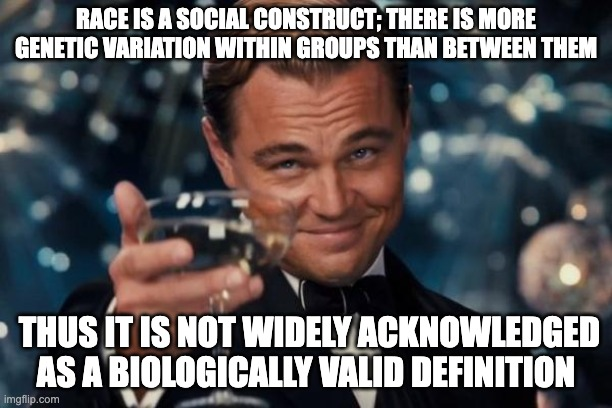 RACE IS A SOCIAL CONSTRUCT; THERE IS MORE
GENETIC VARIATION WITHIN GROUPS THAN BETWEEN THEM
THUS IT IS NOT WIDELY ACKNOWLEDGED
AS A BIOLOGICALLY VALID DEFINITION
imgflip.com